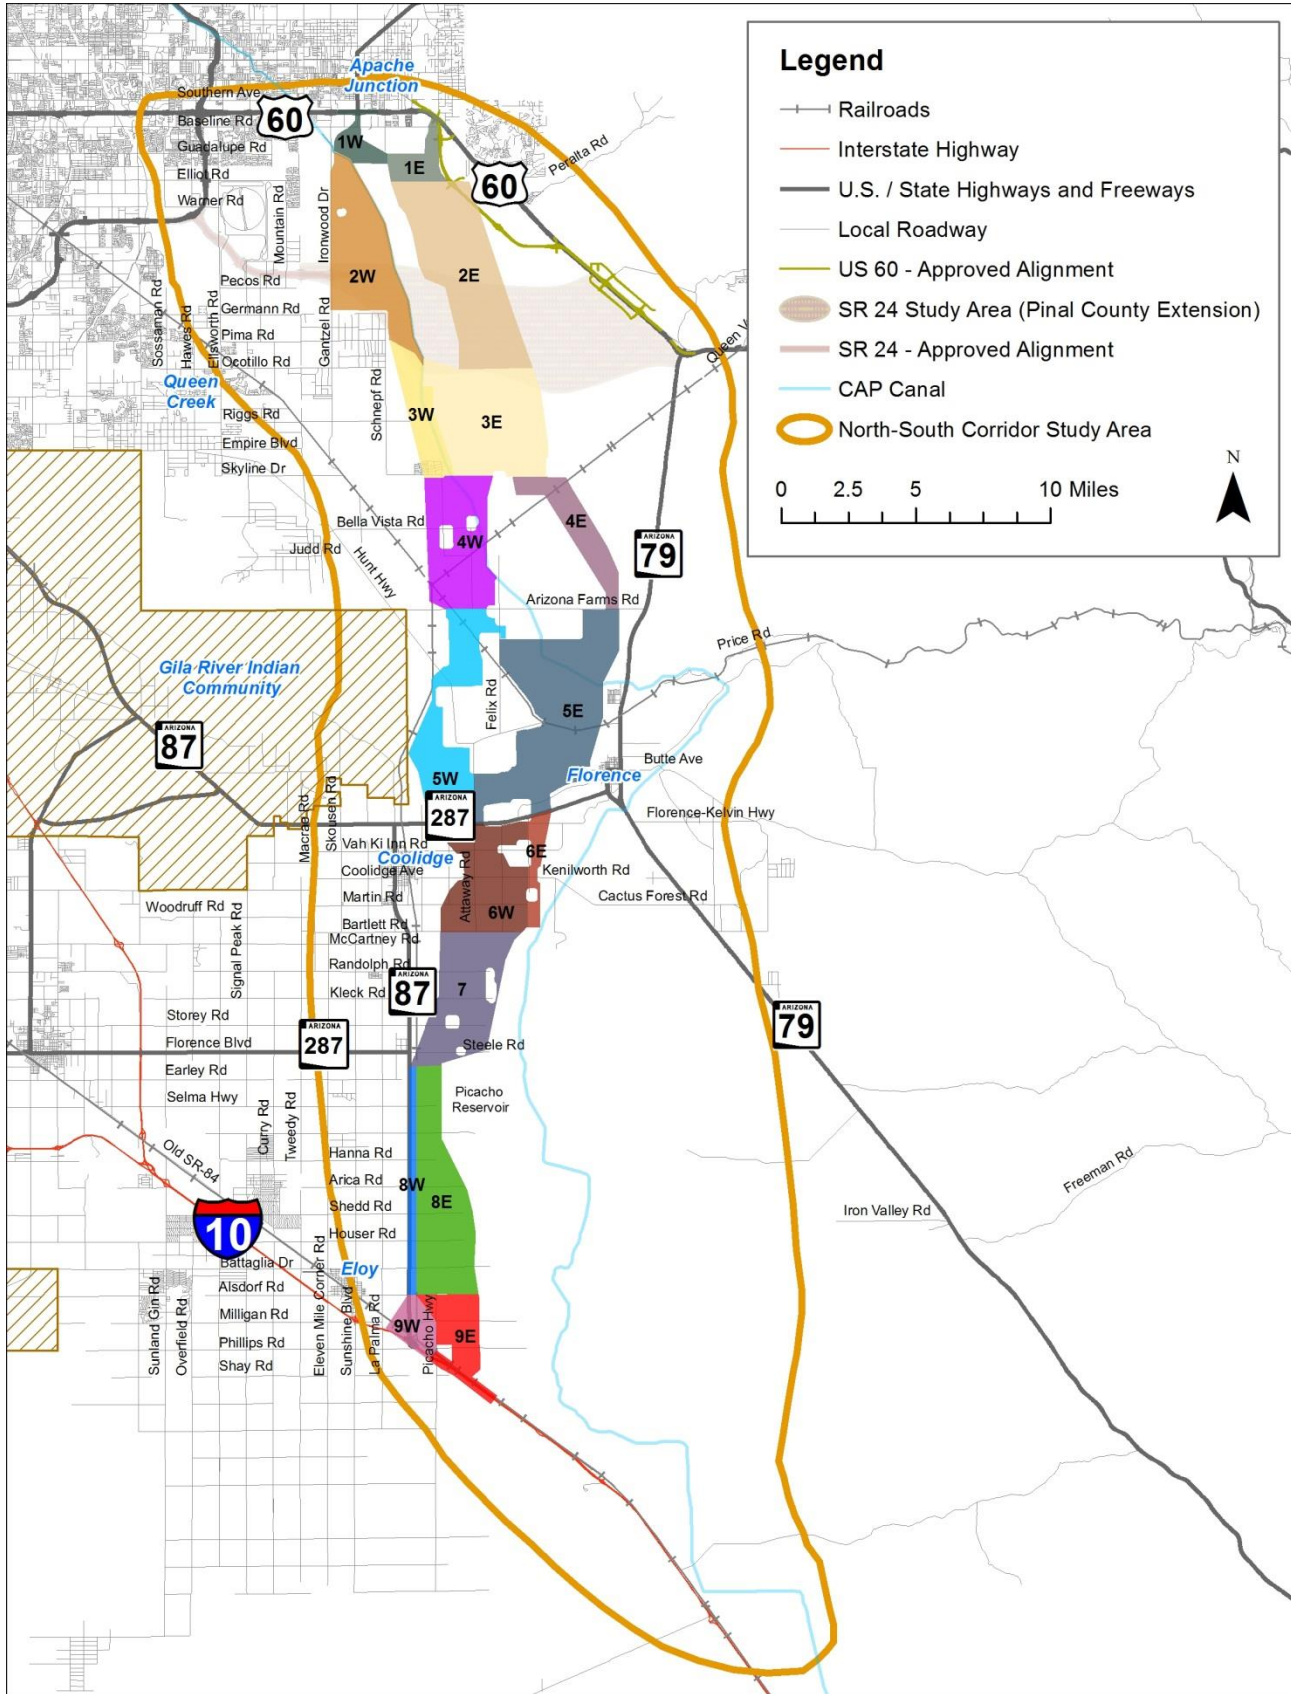 Legend
Railroads
Interstate Highway
U.S. / State Highways and Freeways
Local Roadway
US 60 - Approved Alignment
SR 24 Study Area (Pinal County Extension)
SR 24 - Approved Alignment
CAP Canal
North-South Corridor Study Area
N
0 2.5 5 10 Miles
Apache
Junction
Southern Ave
Baseline Rd
60
Guadalupe Rd
1W
1E
Elliot Rd
60
Peralta Rd
Warner Rd
Mountain Rd
Ironwood Dr
Pecos Rd
2W
2E
Germann Rd
Sossaman Rd
Hawes Rd
Ellsworth Rd
Gantzel Rd
Pima Rd
Ocotillo Rd
Queen V
Queen
Creek
Schnepf Rd
Riggs Rd
3W
3E
Empire Blvd
Skyline Dr
Bella Vista Rd
4W
4E
Judd Rd
Hunt Hwy
ARIZONA
79
Arizona Farms Rd
Price Rd
Gila River Indian
Community
Felix Rd
5E
ARIZONA
87
Butte Ave
5W
Florence
Macrae Rd
Skousen Rd
ARIZONA
287
Florence-Kelvin Hwy
Vah Ki Inn Rd
Coolidge
6E
Coolidge Ave
Attaway Rd
Kenilworth Rd
Martin Rd
Cactus Forest Rd
Woodruff Rd
6W
Bartlett Rd
McCartney Rd
Signal Peak Rd
Randolph Rd
ARIZONA
87
Kleck Rd
7
Storey Rd
ARIZONA
79
Florence Blvd
ARIZONA
287
Steele Rd
Earley Rd
Selma Hwy
Picacho
Reservoir
Curry Rd
Tweedy Rd
Old SR-84
Hanna Rd
Arica Rd
8W
8E
Freeman Rd
Shedd Rd
Iron Valley Rd
10
Houser Rd
Battaglia Dr
Eloy
Alsdorf Rd
Sunland Gin Rd
Overfield Rd
Eleven Mile Corner Rd
Sunshine Blvd
La Palma Rd
Picacho Hwy
Milligan Rd
9W
9E
Phillips Rd
Shay Rd